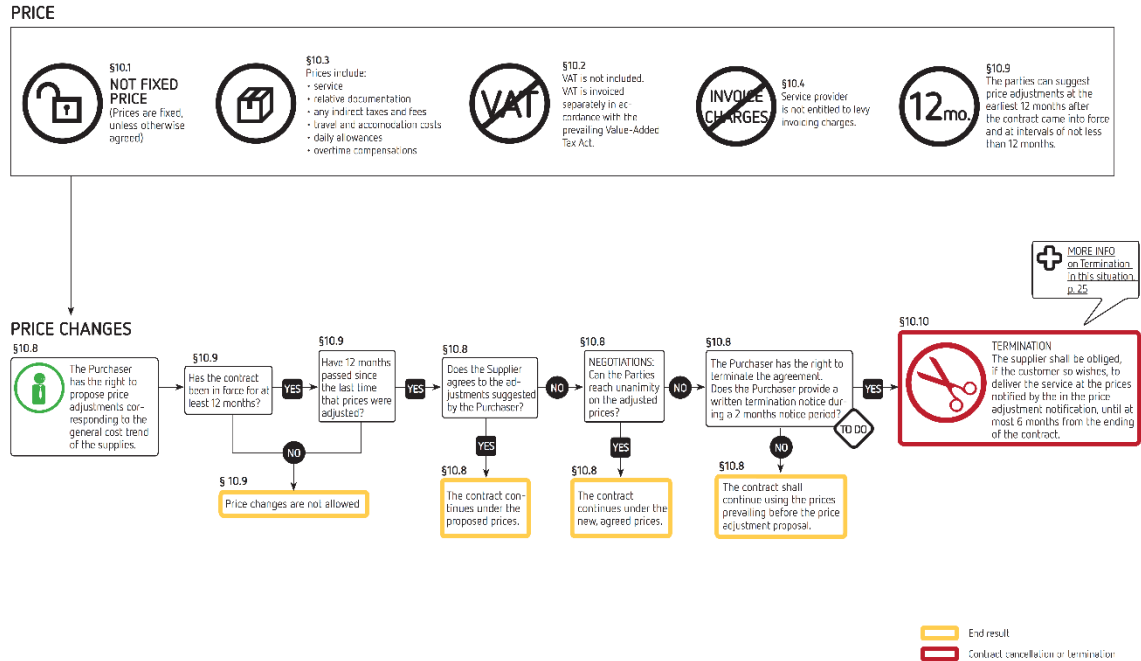 PRICE
§10.1
NOT FIXED
PRICE
(Prices are fixed,
unless otherwise
agreed)
§10.3
Prices include:
• service
• relative documentation
• any indirect taxes and fees
• travel and accomodation costs
• daily allowances
• overtime compensations
VAT
§10.2
VAT is not included.
VAT is invoiced
separately in ac-
cordance with the
prevailing Value-Added
Tax Act.
INVOICE
CHARGES
§10.4
Service provider
is not entitled to levy
invoicing charges.
12mo.
§10.9
The parties can suggest
price adjustments at the
earliest 12 months after
the contract came into force
and at intervals of not less
than 12 months.
MORE INFO
on Termination
in this situation,
p. 25
PRICE CHANGES
§10.8
The Purchaser
has the right to
propose price
adjustments cor-
responding to the
general cost trend
of the supplies.
§10.9
Has the contract
been in force for at
least 12 months?
YES
§10.9
Have 12 months
passed since
the last time
that prices were
adjusted?
YES
NO
§ 10.9
Price changes are not allowed
§10.8
Does the Supplier
agrees to the ad-
justments suggested
by the Purchaser?
NO
YES
§10.8
The contract con-
tinues under the
proposed prices.
§10.8
NEGOTIATIONS:
Can the Parties
reach unanimity
on the adjusted
prices?
NO
YES
§10.8
The contract
continues under the
new, agreed prices.
§10.8
The Purchaser has the right to
terminate the agreement.
Does the Purchaser provide a
written termination notice dur-
ing a 2 months notice period?
TO DO
YES
NO
§10.8
The contract shall
continue using the prices
prevailing before the price
adjustment proposal.
§10.10
TERMINATION
The supplier shall be obliged,
if the customer so wishes, to
deliver the service at the prices
notified by the in the price
adjustment notification, until at
most 6 months from the ending
of the contract.
End result
Contract cancellation or termination